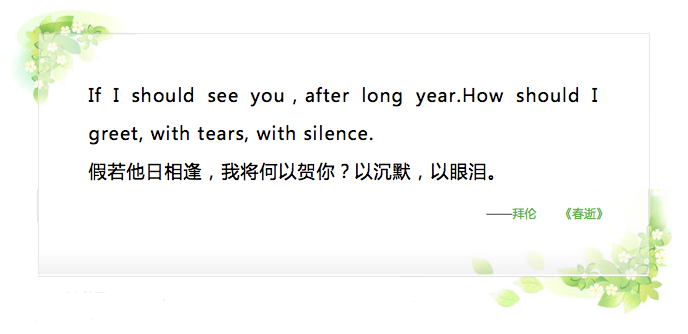 If I should see you，after long year.How should I
greet, with tears, with silence.
假若他日相逢，我将何以贺你？以沉默，以眼泪。
——拜伦 《春逝》